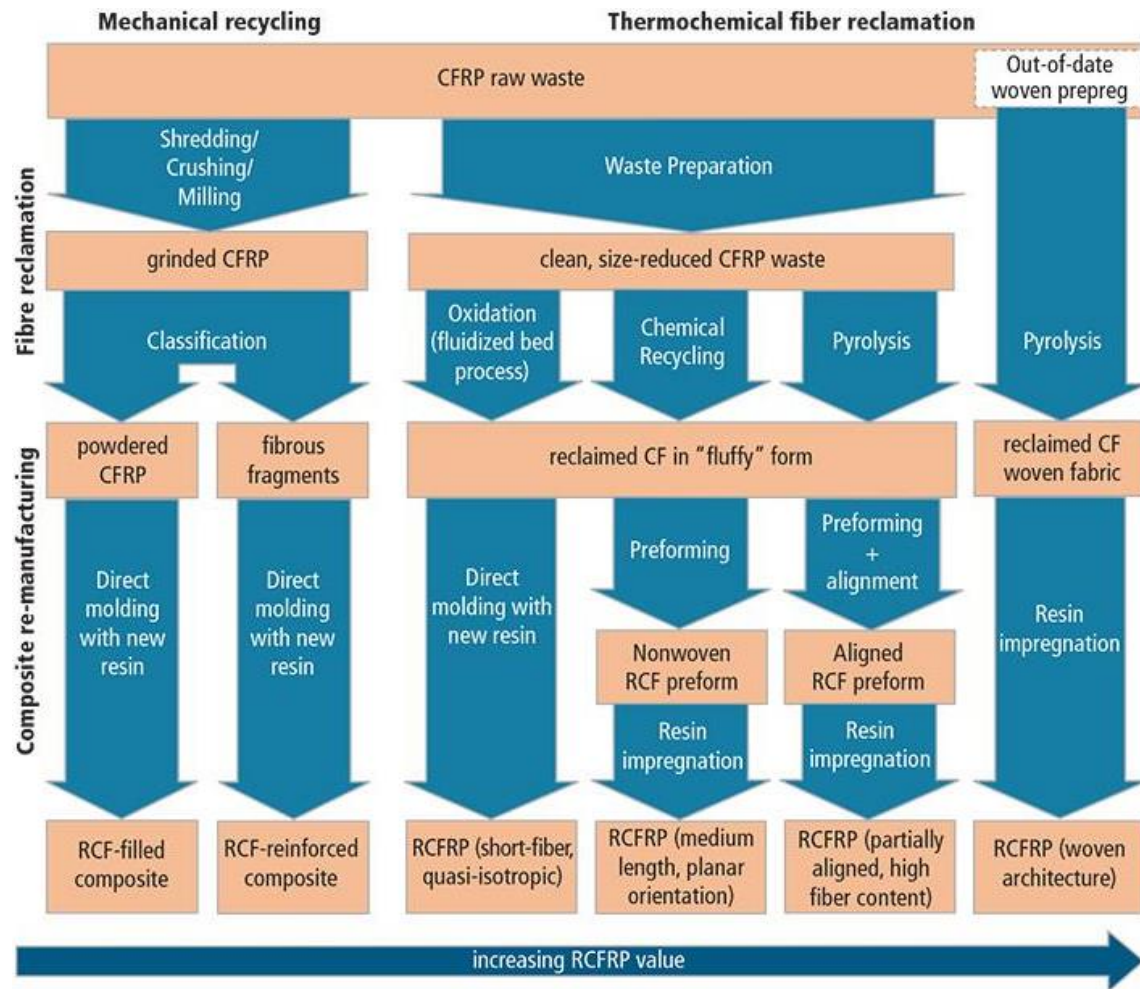 Mechanical recycling
Thermochemical fiber reclamation
CFRP raw waste
Out-of-date
woven prepreg
Fibre reclamation
Shredding/
Crushing/
Milling
Waste Preparation
grinded CFRP
clean, size-reduced CFRP waste
Classification
Oxidation
(fluidized bed
process)
Chemical
Recycling
Pyrolysis
Pyrolysis
Composite re-manufacturing
powdered
CFRP
fibrous
fragments
reclaimed CF in "fluffy" form
reclaimed CF
woven fabric
Direct
molding
with new
resin
Direct
molding
with new
resin
Direct
molding with
new resin
Preforming
Preforming
+
alignment
Resin
impregnation
Nonwoven
RCF preform
Aligned
RCF preform
Resin
impregnation
Resin
impregnation
RCF-filled
composite
RCF-reinforced
composite
RCFRP (short-fiber,
quasi-isotropic)
RCFRP (medium
length, planar
orientation)
RCFRP (partially
aligned, high
fiber content)
RCFRP (woven
architecture)
increasing RCFRP value